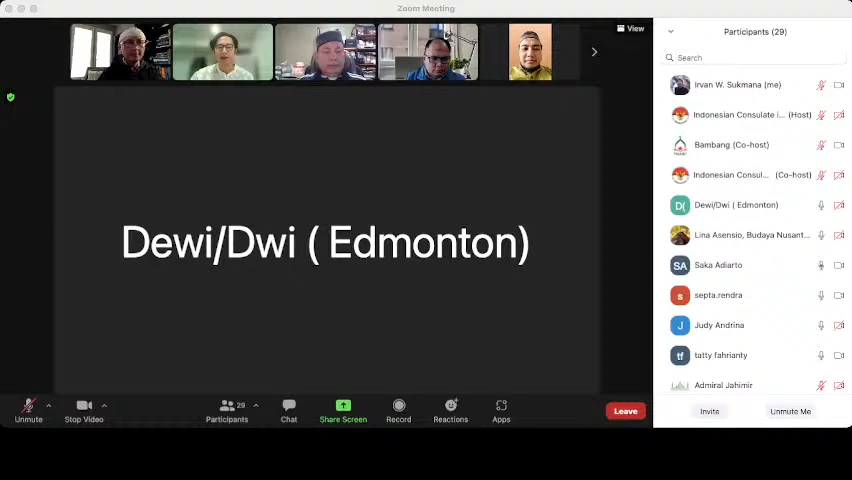 Zoom Meeting
View
Participants (29)
Search
Irvan W. Sukmana (me)
Indonesian Consulate i... (Host)
Bambang (Co-host)
Indonesian Consul... (Co-host)
D( Dewi/Dwi ( Edmonton)
Lina Asensio, Budaya Nusant...
SA Saka Adiarto
s septa.rendra
J Judy Andrina
tf tatty fahrianty
Admiral Jahimir
Dewi/Dwi ( Edmonton)
Unmute
Stop Video
29
Participants
Chat
Share Screen
Record
Reactions
Apps
Leave
Invite
Unmute Me